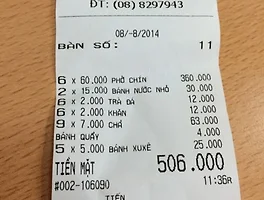 ĐT: (08) 8297943
08/-8/2014
BÀN SỐ: 11
6 x 60.000 PHỞ CHÍN 360.000
2 x 15.000 BÁNH NƯỚC NHỎ 30.000
6 x 2.000 TRÀ ĐÁ 12.000
6 x 2.000 KHĂN 12.000
9 x 7.000 CHẢ 63.000
BÁNH QUẨY 4.000
5 x 5.000 BÁNH XUXÊ 25.000
TIỀN MẶT 506.000
#002-106090 11:36R
TIỀN